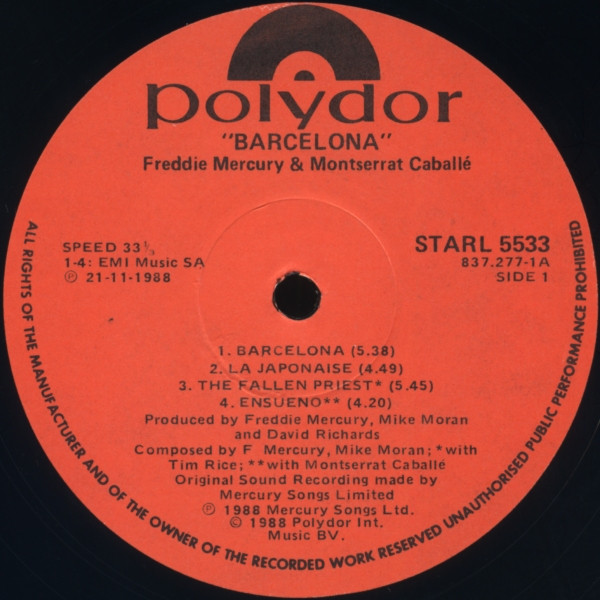 polydor
"BARCELONA"
Freddie Mercury & Montserrat Caballé
SPEED 33 ⅓
1-4: EMI Music SA
Ⓟ 21-11-1988
STARL 5533
837.277-1A
SIDE 1
1. BARCELONA (5.38)
2. LA JAPONAISE (4.49)
3. THE FALLEN PRIEST* (5.45)
4. ENSUENO** (4.20)
Produced by Freddie Mercury, Mike Moran
and David Richards
Composed by F Mercury, Mike Moran; *with
Tim Rice; **with Montserrat Caballé
Original Sound Recording made by
Mercury Songs Limited
Ⓟ 1988 Mercury Songs Ltd.
© 1988 Polydor Int.
Music BV.
ALL RIGHTS OF THE MANUFACTURER AND OF THE OWNER OF THE RECORDED WORK RESERVED UNAUTHORISED PUBLIC PERFORMANCE PROHIBITED